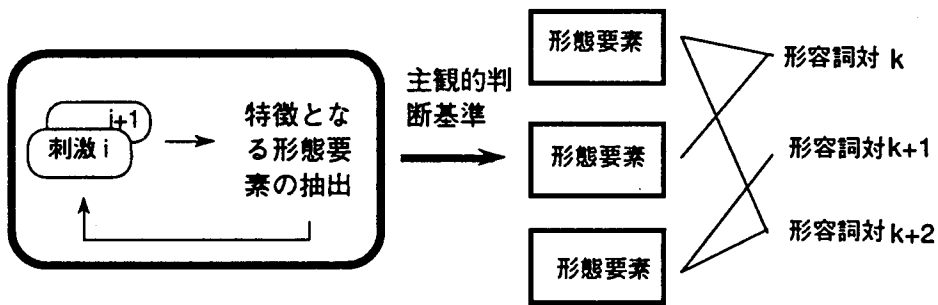 i+1
刺激 i
特徴とな
る形態要
素の抽出
主観的判
断基準
形態要素
形態要素
形態要素
形容詞対 k
形容詞対k+1
形容詞対k+2